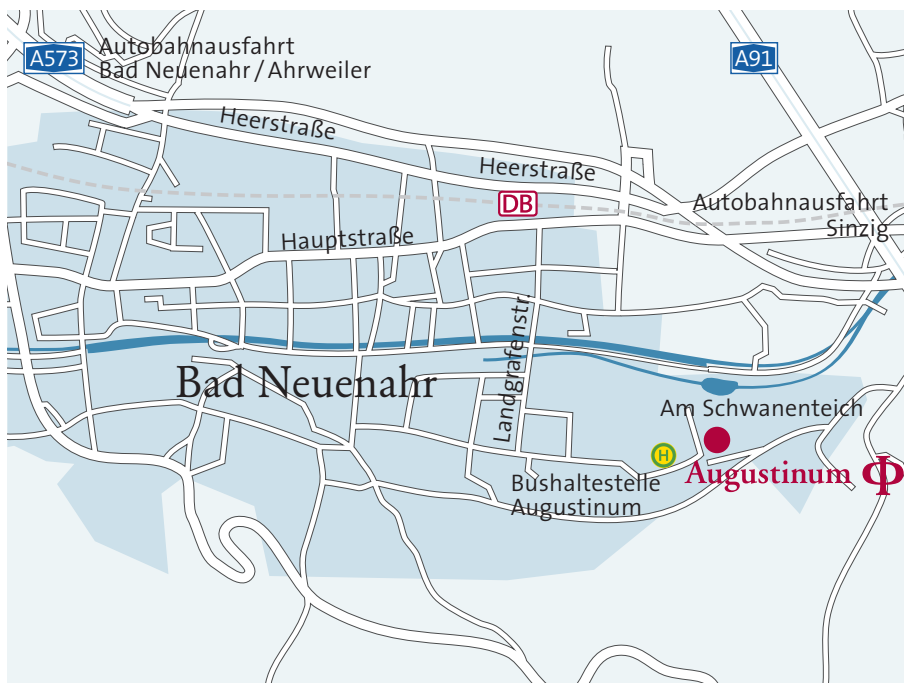 A573
Autobahnausfahrt
Bad Neuenahr / Ahrweiler
A91
Heerstraße
Heerstraße
DB
Autobahnausfahrt
Sinzig
Hauptstraße
Landgrafenstr.
Bad Neuenahr
Am Schwanenteich
H
Bushaltestelle
Augustinum
Augustinum